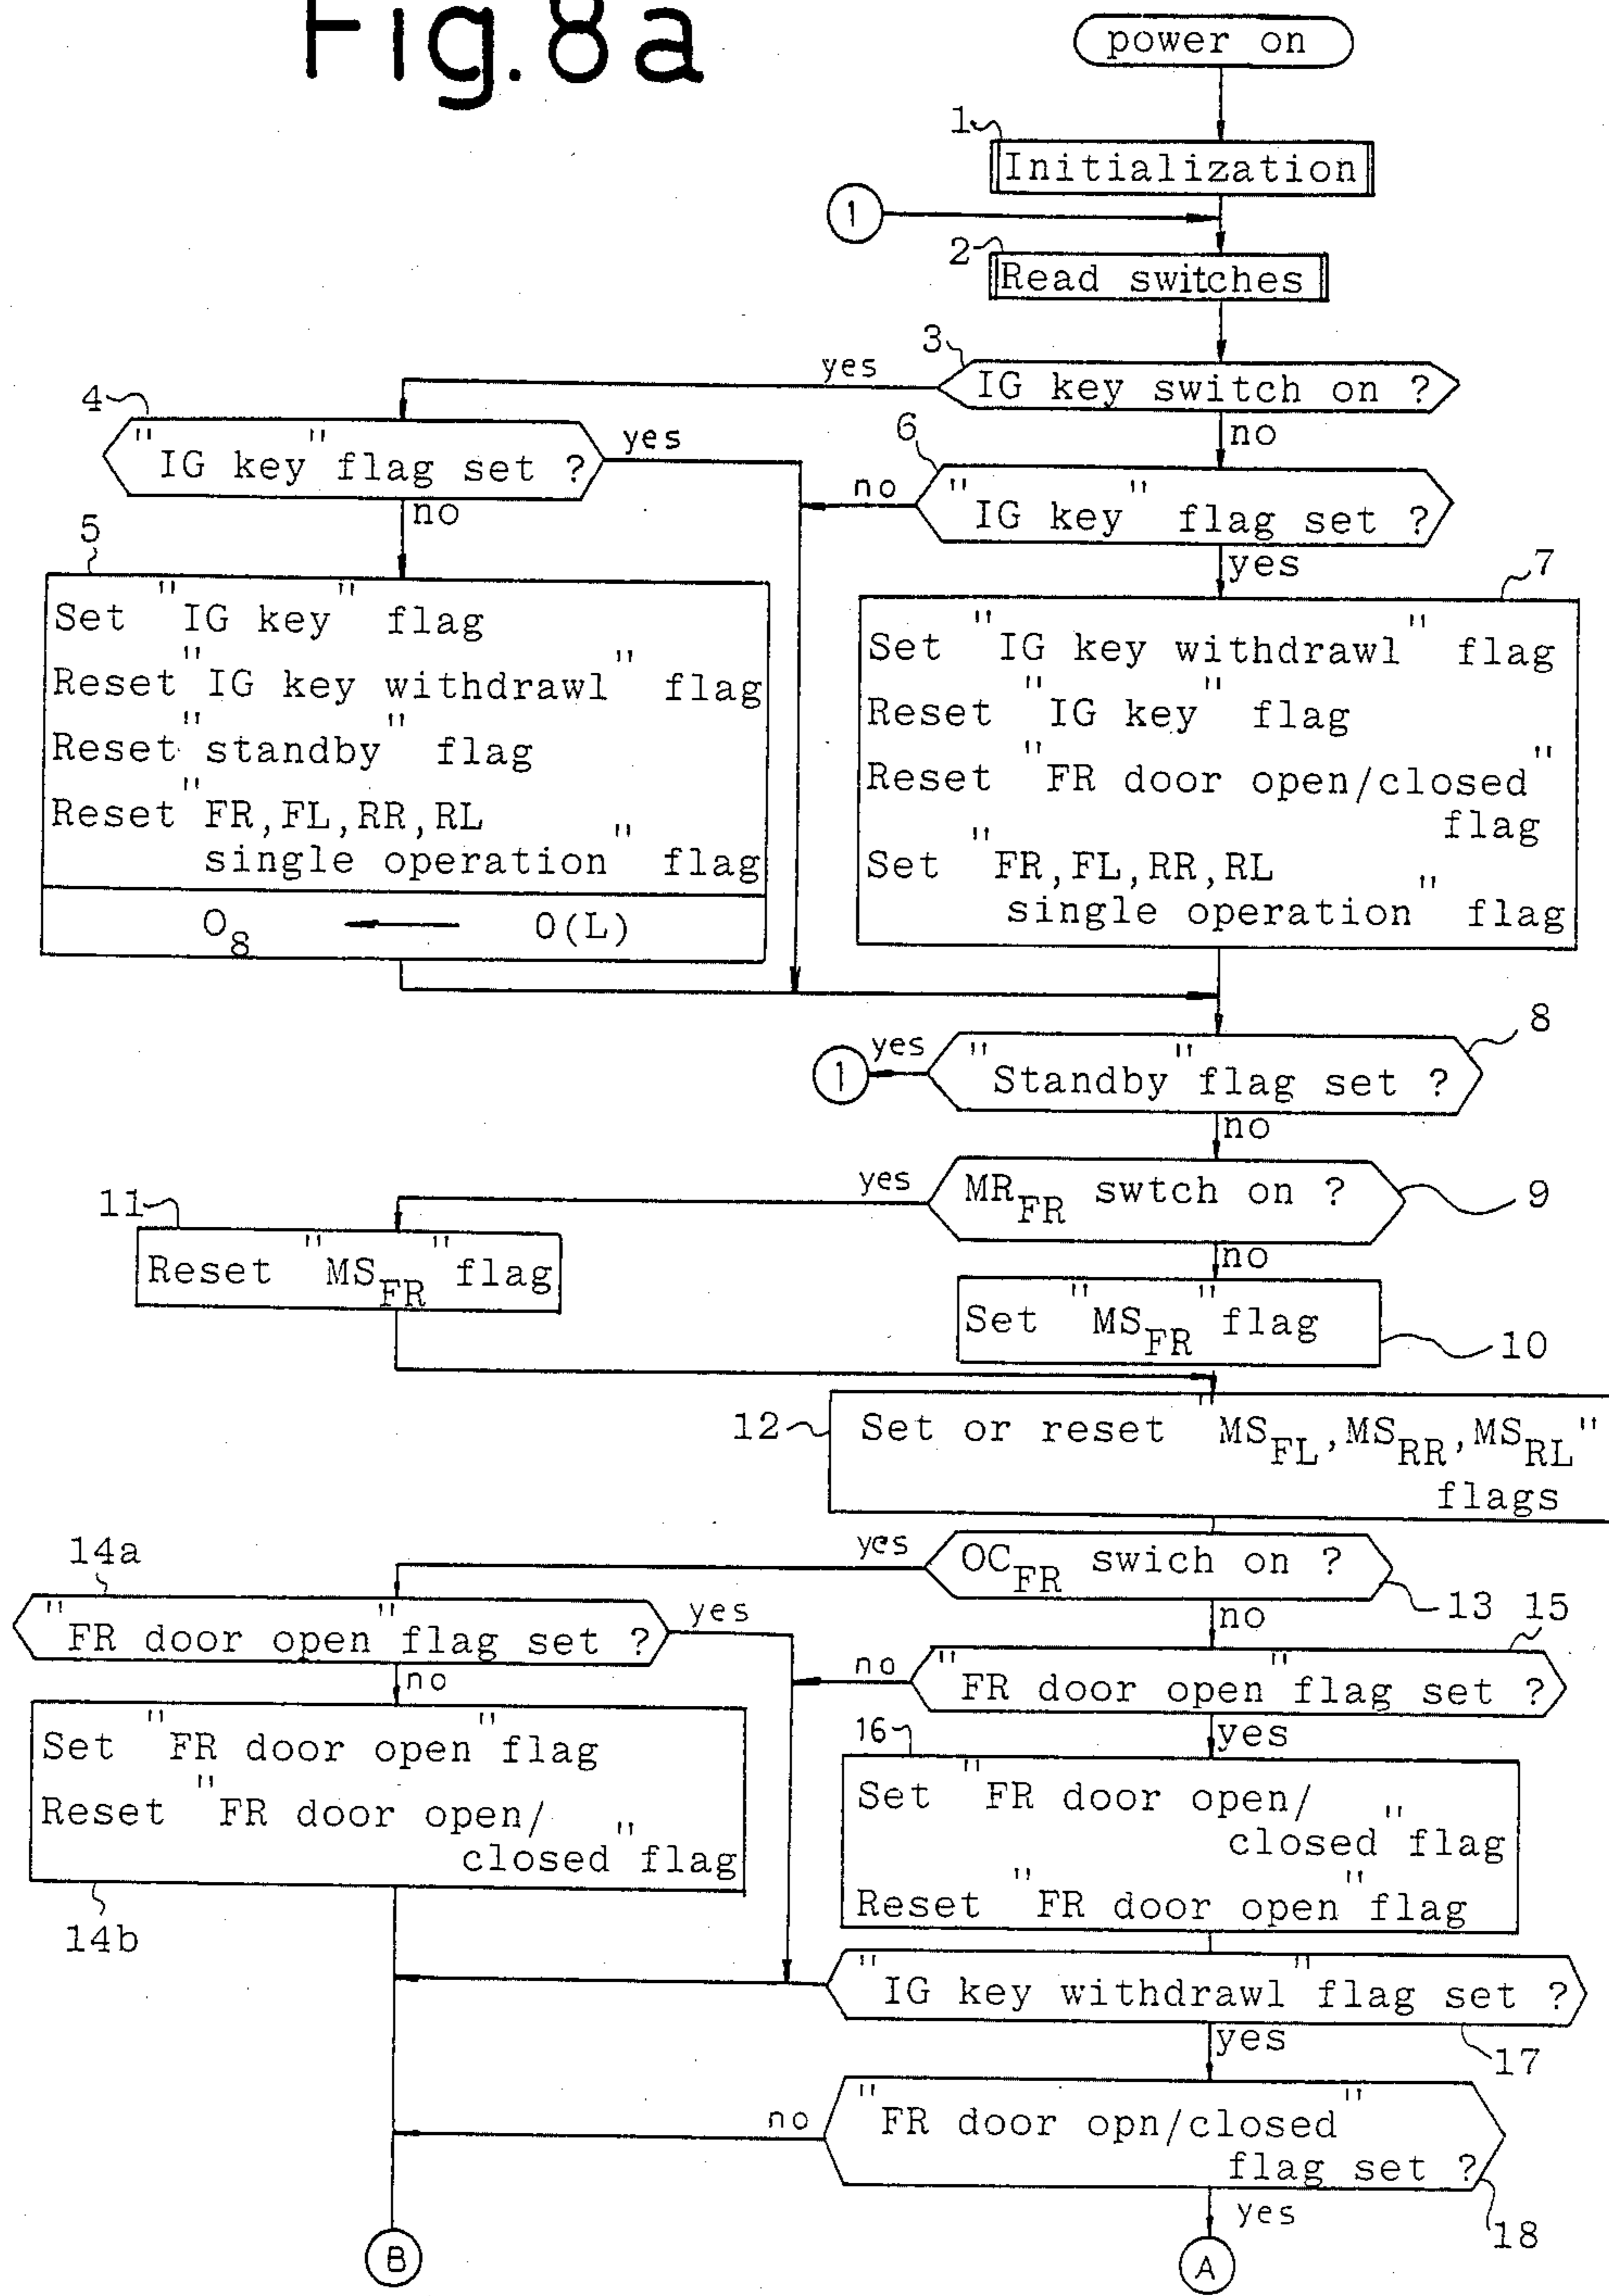 Fig.8a
power on
1
Initialization
1
2
Read switches
3
IG key switch on ?
yes
no
4
"IG key" flag set ?
yes
no
6
"IG key" flag set ?
no
yes
5
Set "IG key" flag
Reset "IG key withdrawl" flag
Reset "standby" flag
Reset "FR,FL,RR,RL
single operation" flag
O8 ← 0(L)
7
Set "IG key withdrawl" flag
Reset "IG key" flag
Reset "FR door open/closed"
flag
Set "FR,FL,RR,RL
single operation" flag
8
"Standby" flag set ?
yes
1
no
9
MRFR swtch on ?
yes
no
11
Reset "MSFR" flag
Set "MSFR" flag
10
12
Set or reset "MSFL,MSRR,MSRL"
flags
OCFR swich on ?
yes
13
no
14a
"FR door open" flag set ?
yes
no
15
"FR door open" flag set ?
no
yes
Set "FR door open" flag
Reset "FR door open/
closed" flag
14b
16
Set "FR door open/
closed" flag
Reset "FR door open" flag
"IG key withdrawl" flag set ?
17
yes
"FR door opn/closed"
flag set ?
no
18
yes
B
A